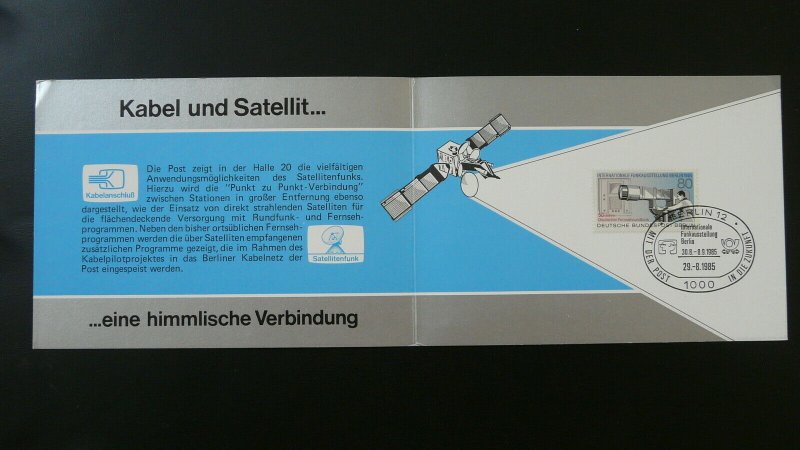 Kabel und Satellit...
Kabelanschluß
Die Post zeigt in der Halle 20 die vielfältigen
Anwendungsmöglichkeiten des Satellitenfunks.
Hierzu wird die "Punkt zu Punkt-Verbindung"
zwischen Stationen in großer Entfernung ebenso
dargestellt, wie der Einsatz von direkt strahlenden Satelliten für
die flächendeckende Versorgung mit Rundfunk- und Fernseh-
programmen. Neben den bisher ortsüblichen Fernseh-
programmen werden die über Satelliten empfangenen
zusätzlichen Programme gezeigt, die im Rahmen des
Kabelpilotprojektes in das Berliner Kabelnetz der
Post eingespeist werden.
Satellitenfunk
...eine himmlische Verbindung
INTERNATIONALE FUNKAUSSTELLUNG BERLIN 1985
80
DEUTSCHE BUNDESPOST BERLIN
BERLIN 12
Internationale
Funkausstellung
Berlin
30.8.-8.9.1985
29.-8.1985
MIT DER POST
IN DIE ZUKUNFT
1000